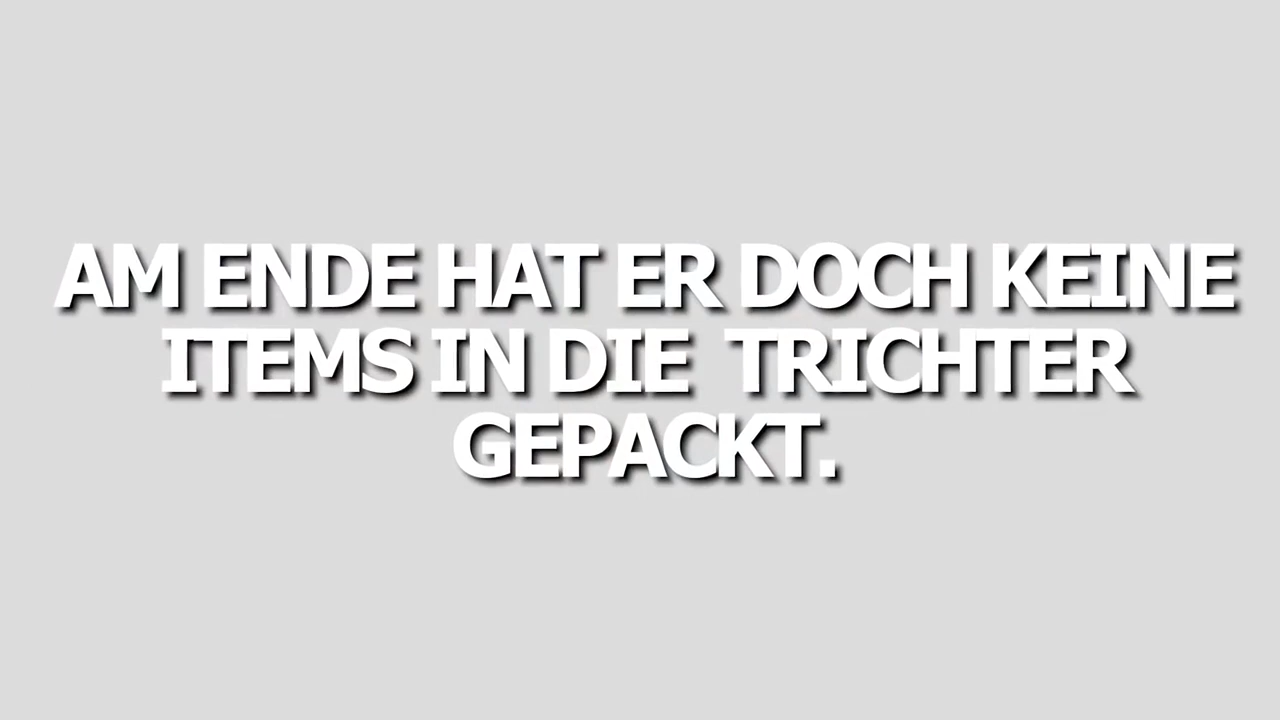 AM ENDE HAT ER DOCH KEINE
ITEMS IN DIE  TRICHTER
GEPACKT.